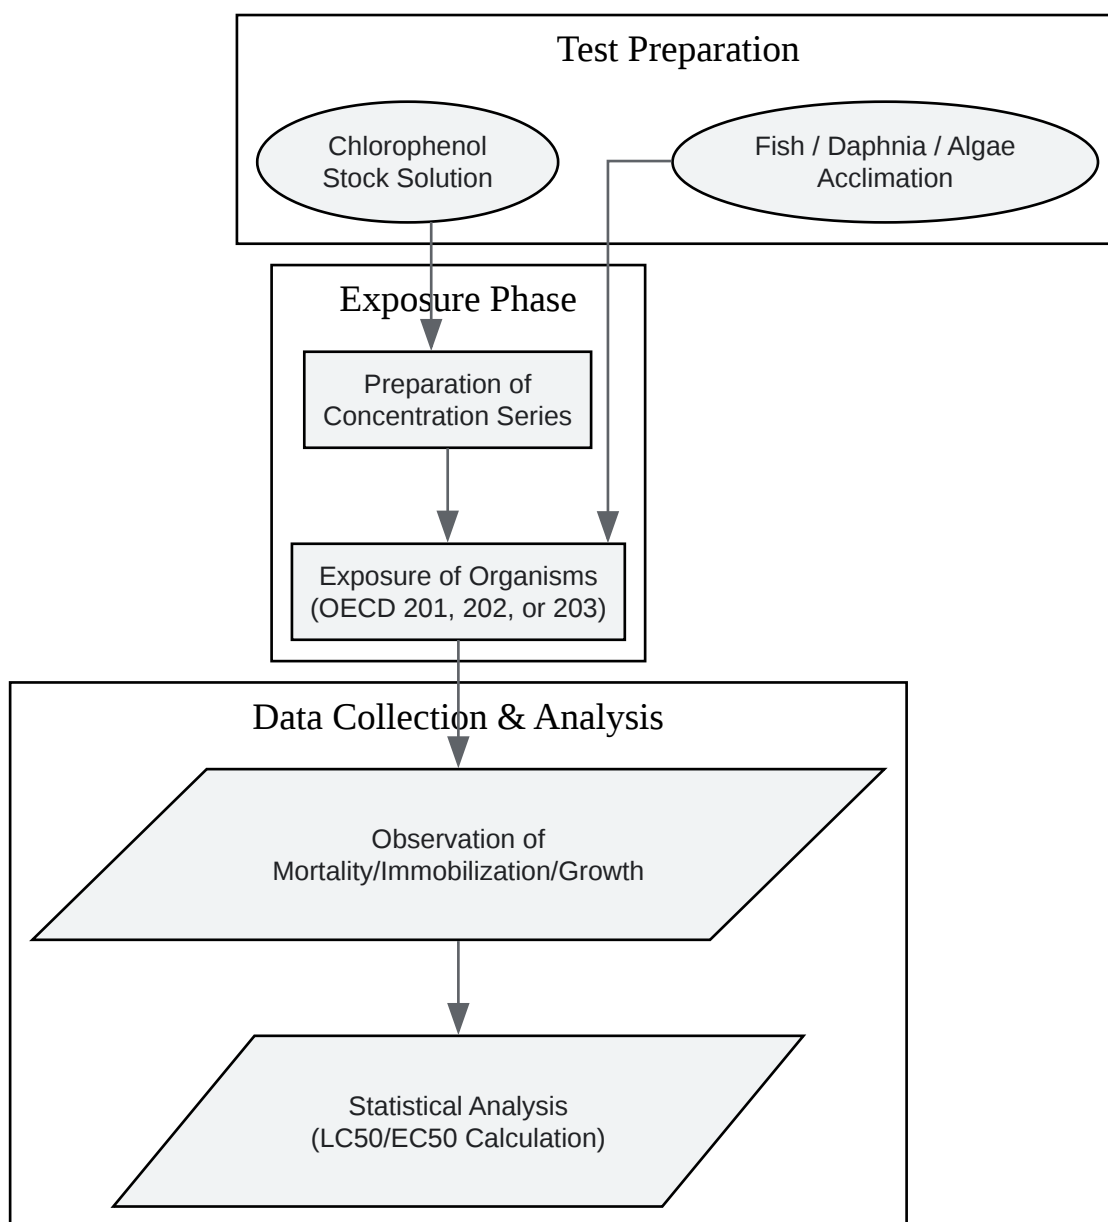 Test Preparation
Chlorophenol
Stock Solution
Fish / Daphnia / Algae
Acclimation
Exposure Phase
Preparation of
Concentration Series
Exposure of Organisms
(OECD 201, 202, or 203)
Data Collection & Analysis
Observation of
Mortality/Immobilization/Growth
Statistical Analysis
(LC50/EC50 Calculation)